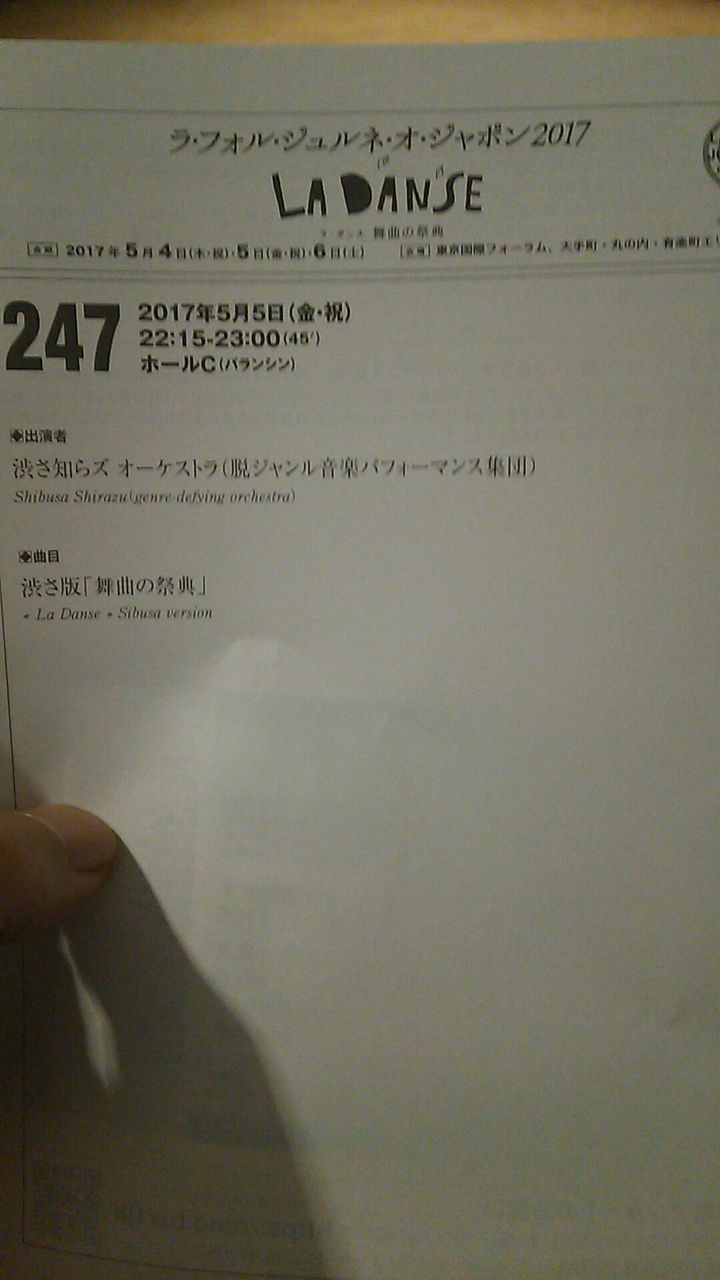 ラ・フォル・ジュルネ・オ・ジャポン2017
LA DANSE
ラ・ダンス 舞曲の祭典
[会期] 2017年5月4日(木・祝)・5日(金・祝)・6日(土) [会場] 東京国際フォーラム、大手町・丸の内・有楽町エリ
247
2017年5月5日(金・祝)
22:15-23:00(45′)
ホールC(バランシン)
◆出演者
渋さ知らズ オーケストラ(脱ジャンル音楽パフォーマンス集団)
Shibusa Shirazu(genre-defying orchestra)
◆曲目
渋さ版「舞曲の祭典」
« La Danse » Sibusa version